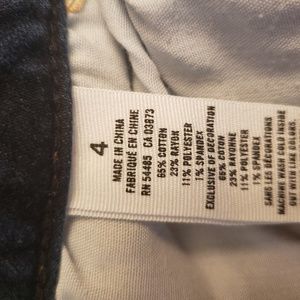 4
MADE IN CHINA
FABRIQUÉ EN CHINE
RN 54485 CA 03873
65% COTTON
23% RAYON
11% POLYESTER
1% SPANDEX
EXCLUSIVE OF DECORATION
65% COTON
23% RAYONNE
11% POLYESTER
1% SPANDEX
SANS LES DÉCORATIONS
MACHINE WASH COLD INSIDE
OUT WITH LIKE COLORS.